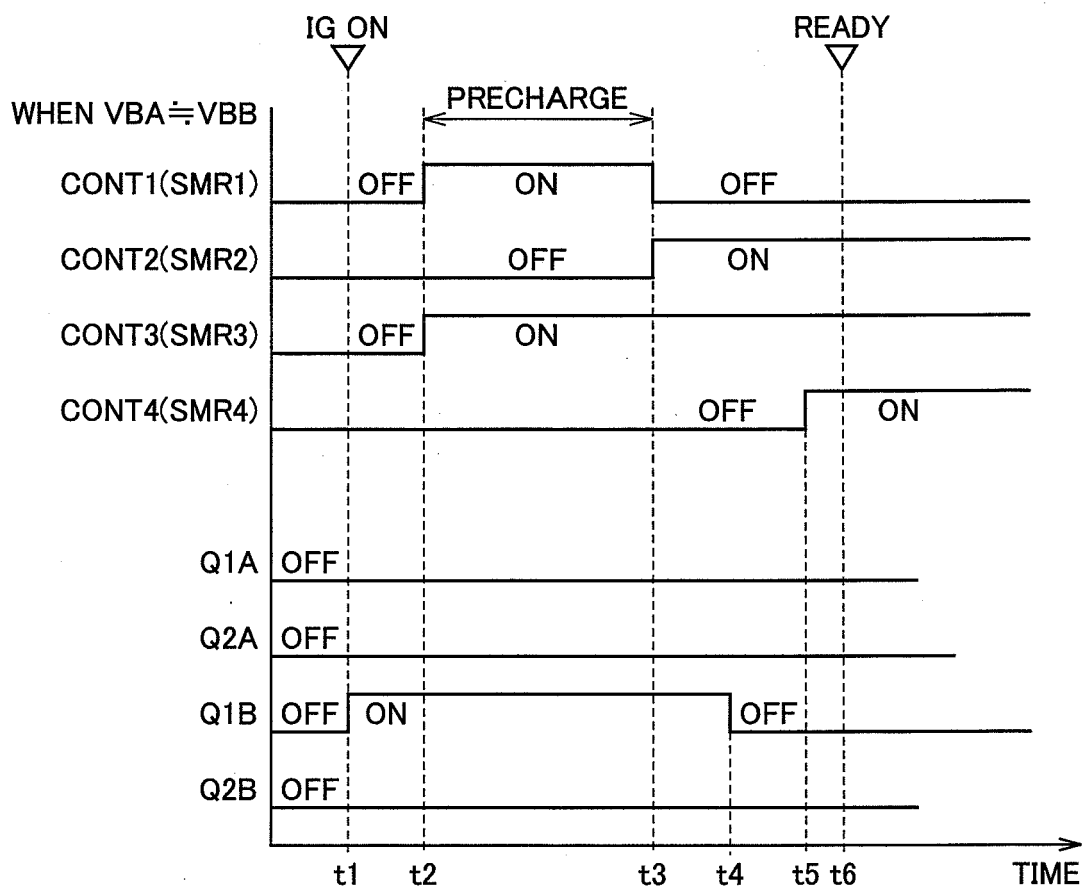 IG ON READY
WHEN VBA≒VBB PRECHARGE
CONT1(SMR1) OFF ON OFF
CONT2(SMR2) OFF ON
CONT3(SMR3) OFF ON
CONT4(SMR4) OFF ON
Q1A OFF
Q2A OFF
Q1B OFF ON OFF
Q2B OFF
t1 t2 t3 t4 t5 t6 TIME